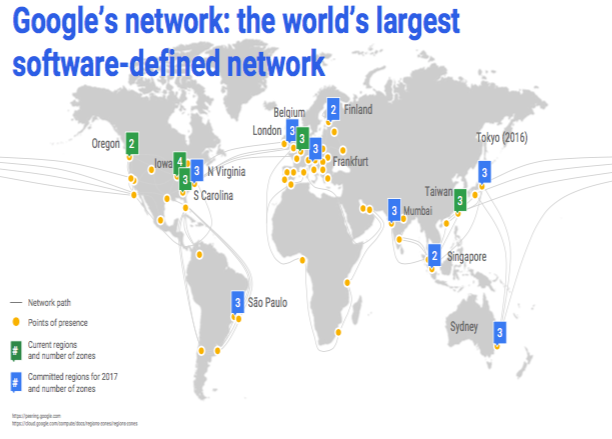 Google's network: the world's largest
software-defined network
Belgium
2 Finland
London 3
3
Oregon 2
3
Frankfurt
Tokyo (2016)
3
Iowa 4
3 N Virginia
3
S Carolina
Taiwan 3
3 Mumbai
2 Singapore
3 São Paulo
Sydney 3
Network path
Points of presence
# Current regions
and number of zones
# Committed regions for 2017
and number of zones
https://peering.google.com
https://cloud.google.com/compute/docs/regions-zones/regions-zones